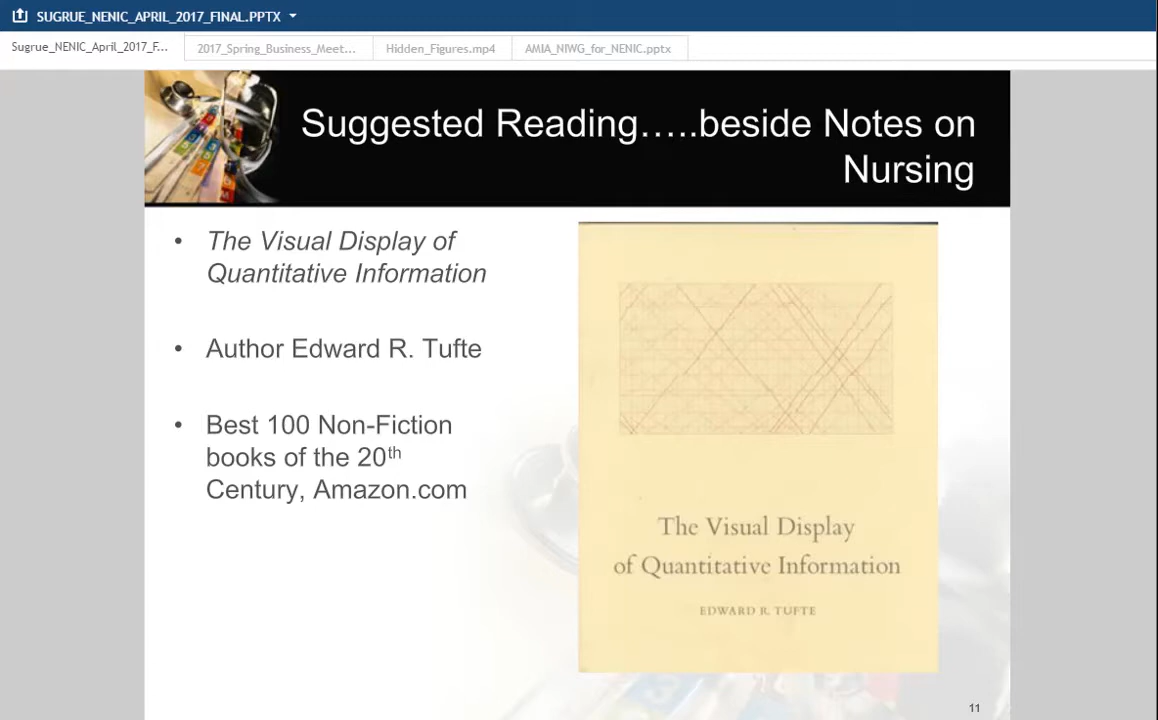 SUGRUE_NENIC_APRIL_2017_FINAL.PPTX
Sugrue_NENIC_April_2017_F...
2017_Spring_Business_Meet...
Hidden_Figures.mp4
AMIA_NIWG_for_NENIC.pptx
Suggested Reading.....beside Notes on
Nursing
• The Visual Display of
Quantitative Information
• Author Edward R. Tufte
• Best 100 Non-Fiction
books of the 20th
Century, Amazon.com
The Visual Display
of Quantitative Information
EDWARD R. TUFTE
11